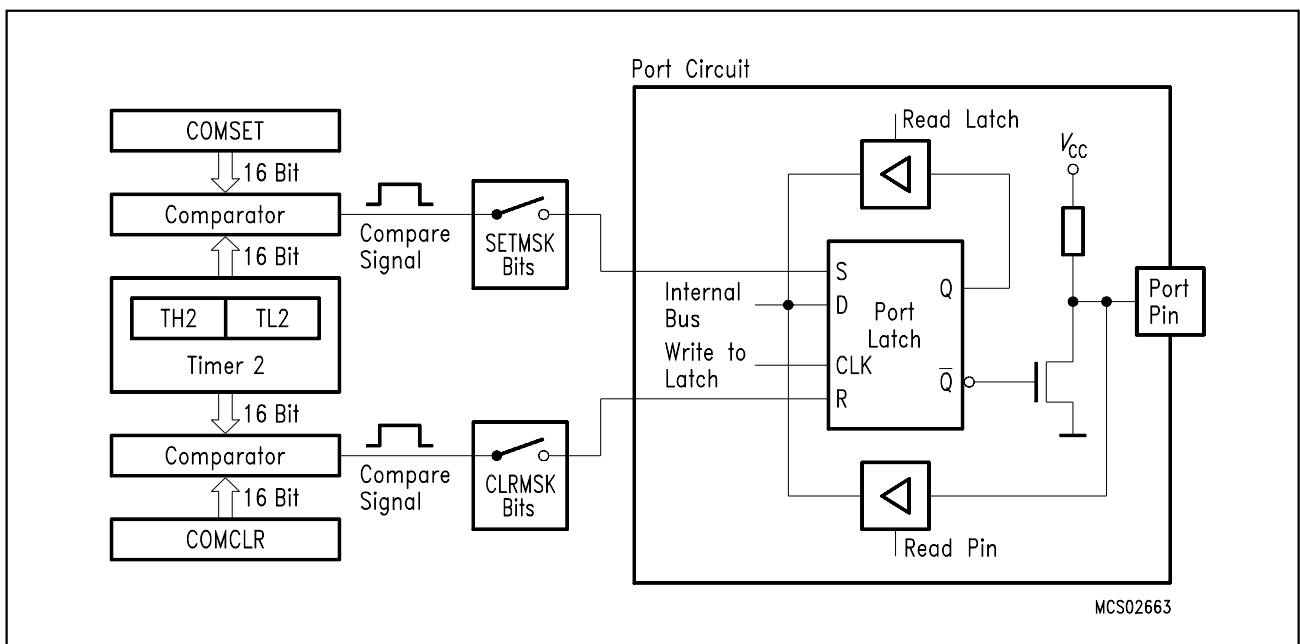 Port Circuit
COMSET
16 Bit
Comparator
Compare
Signal
SETMSK
Bits
16 Bit
TH2 TL2
Timer 2
16 Bit
Comparator
Compare
Signal
CLRMSK
Bits
16 Bit
COMCLR
Read Latch
VCC
Internal
Bus
Write to
Latch
S
D
CLK
R
Port
Latch
Q
Q̅
Port
Pin
Read Pin
MCS02663